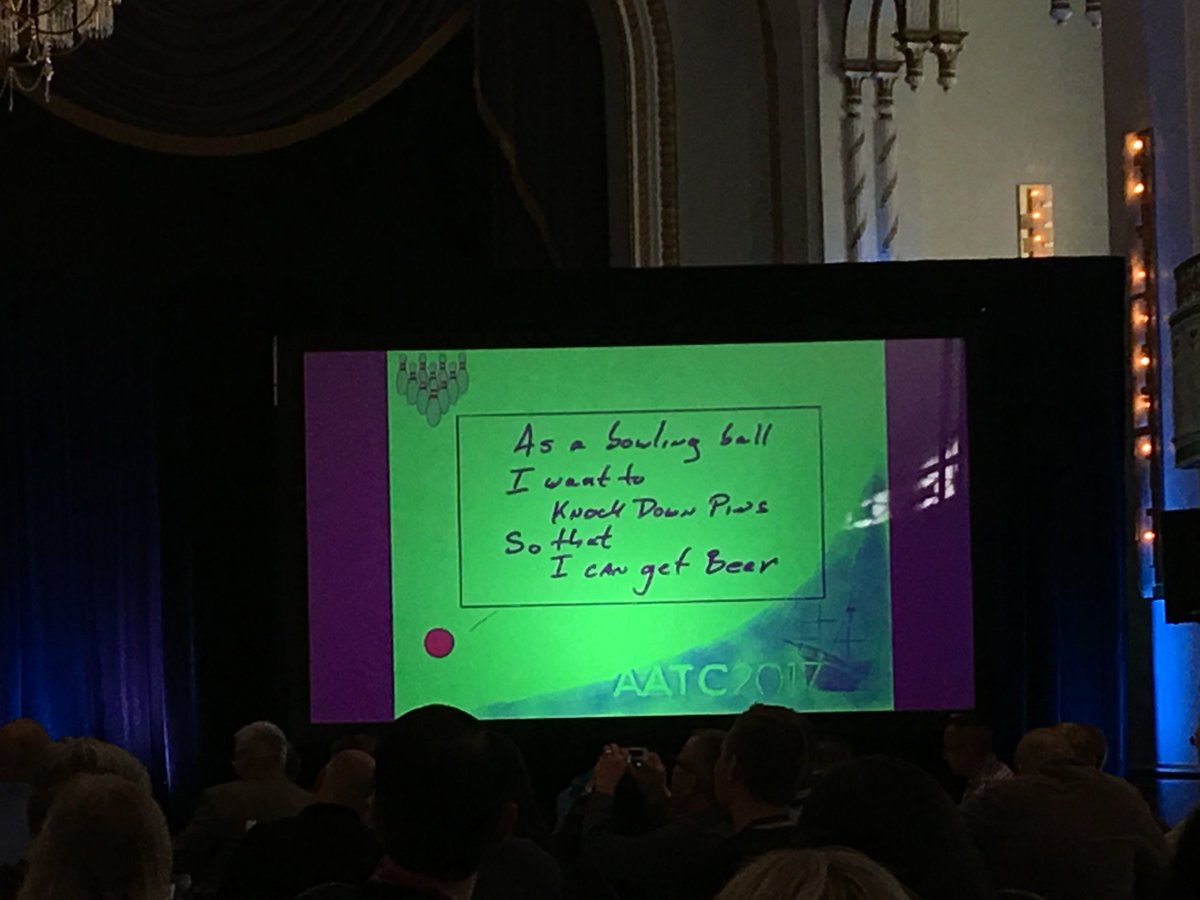 As a bowling ball
I want to
Knock Down Pins
So that
I can get Beer
AATC2017